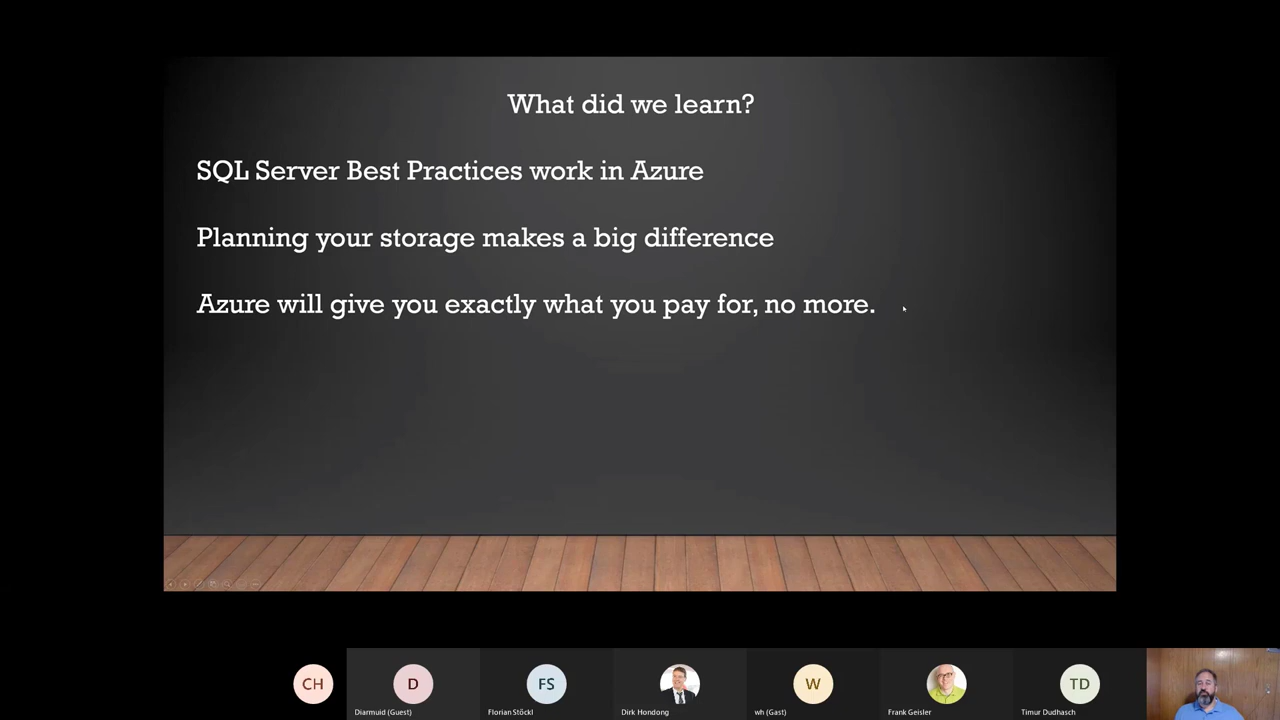 What did we learn?
SQL Server Best Practices work in Azure
Planning your storage makes a big difference
Azure will give you exactly what you pay for, no more.
CH
D
FS
W
TD
Diarmuid (Guest)
Florian Stöckl
Dirk Hondong
wh (Gast)
Frank Geisler
Timur Dudhasch